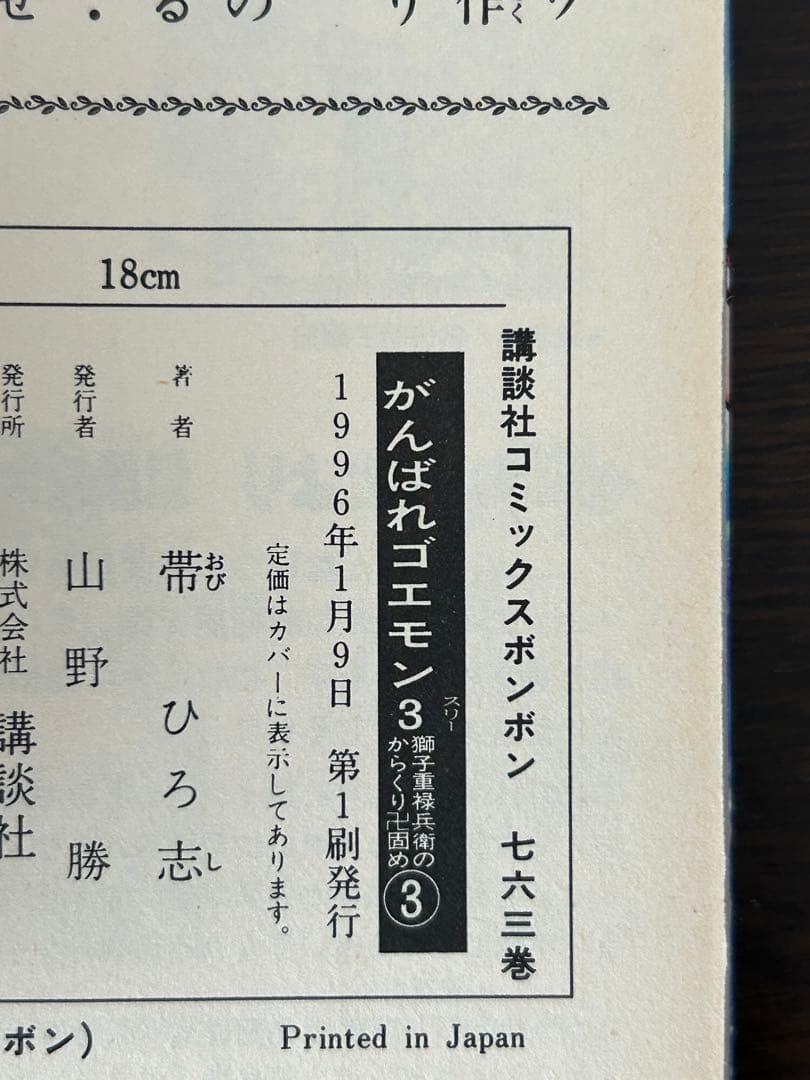 18cm
講談社コミックスボンボン 七六三巻
がんばれゴエモン3 獅子重禄兵衛のからくり卍固め ③
スリー
1996年1月9日 第1刷発行
定価はカバーに表示してあります。
著者 帯ひろ志
おび し
発行者 山野勝
発行所 株式会社 講談社
ボン)
Printed in Japan